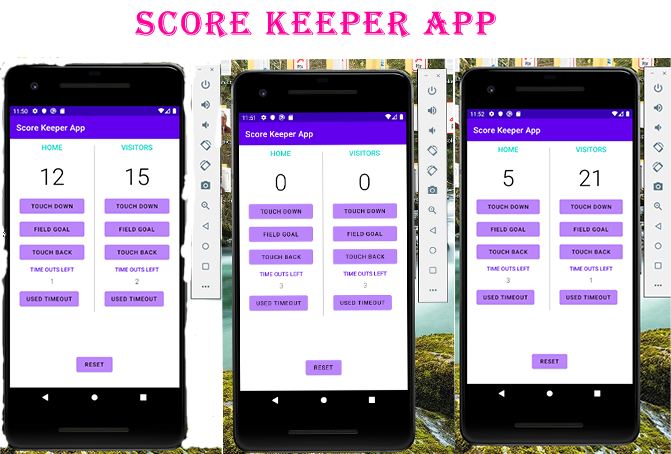 SCORE KEEPER APP
11:50
Score Keeper App
HOME VISITORS
12 15
TOUCH DOWN TOUCH DOWN
FIELD GOAL FIELD GOAL
TOUCH BACK TOUCH BACK
TIME OUTS LEFT TIME OUTS LEFT
1 2
USED TIMEOUT USED TIMEOUT
RESET
11:51
Score Keeper App
HOME VISITORS
0 0
TOUCH DOWN TOUCH DOWN
FIELD GOAL FIELD GOAL
TOUCH BACK TOUCH BACK
TIME OUTS LEFT TIME OUTS LEFT
3 3
USED TIMEOUT USED TIMEOUT
RESET
11:52
Score Keeper App
HOME VISITORS
5 21
TOUCH DOWN TOUCH DOWN
FIELD GOAL FIELD GOAL
TOUCH BACK TOUCH BACK
TIME OUTS LEFT TIME OUTS LEFT
3 1
USED TIMEOUT USED TIMEOUT
RESET